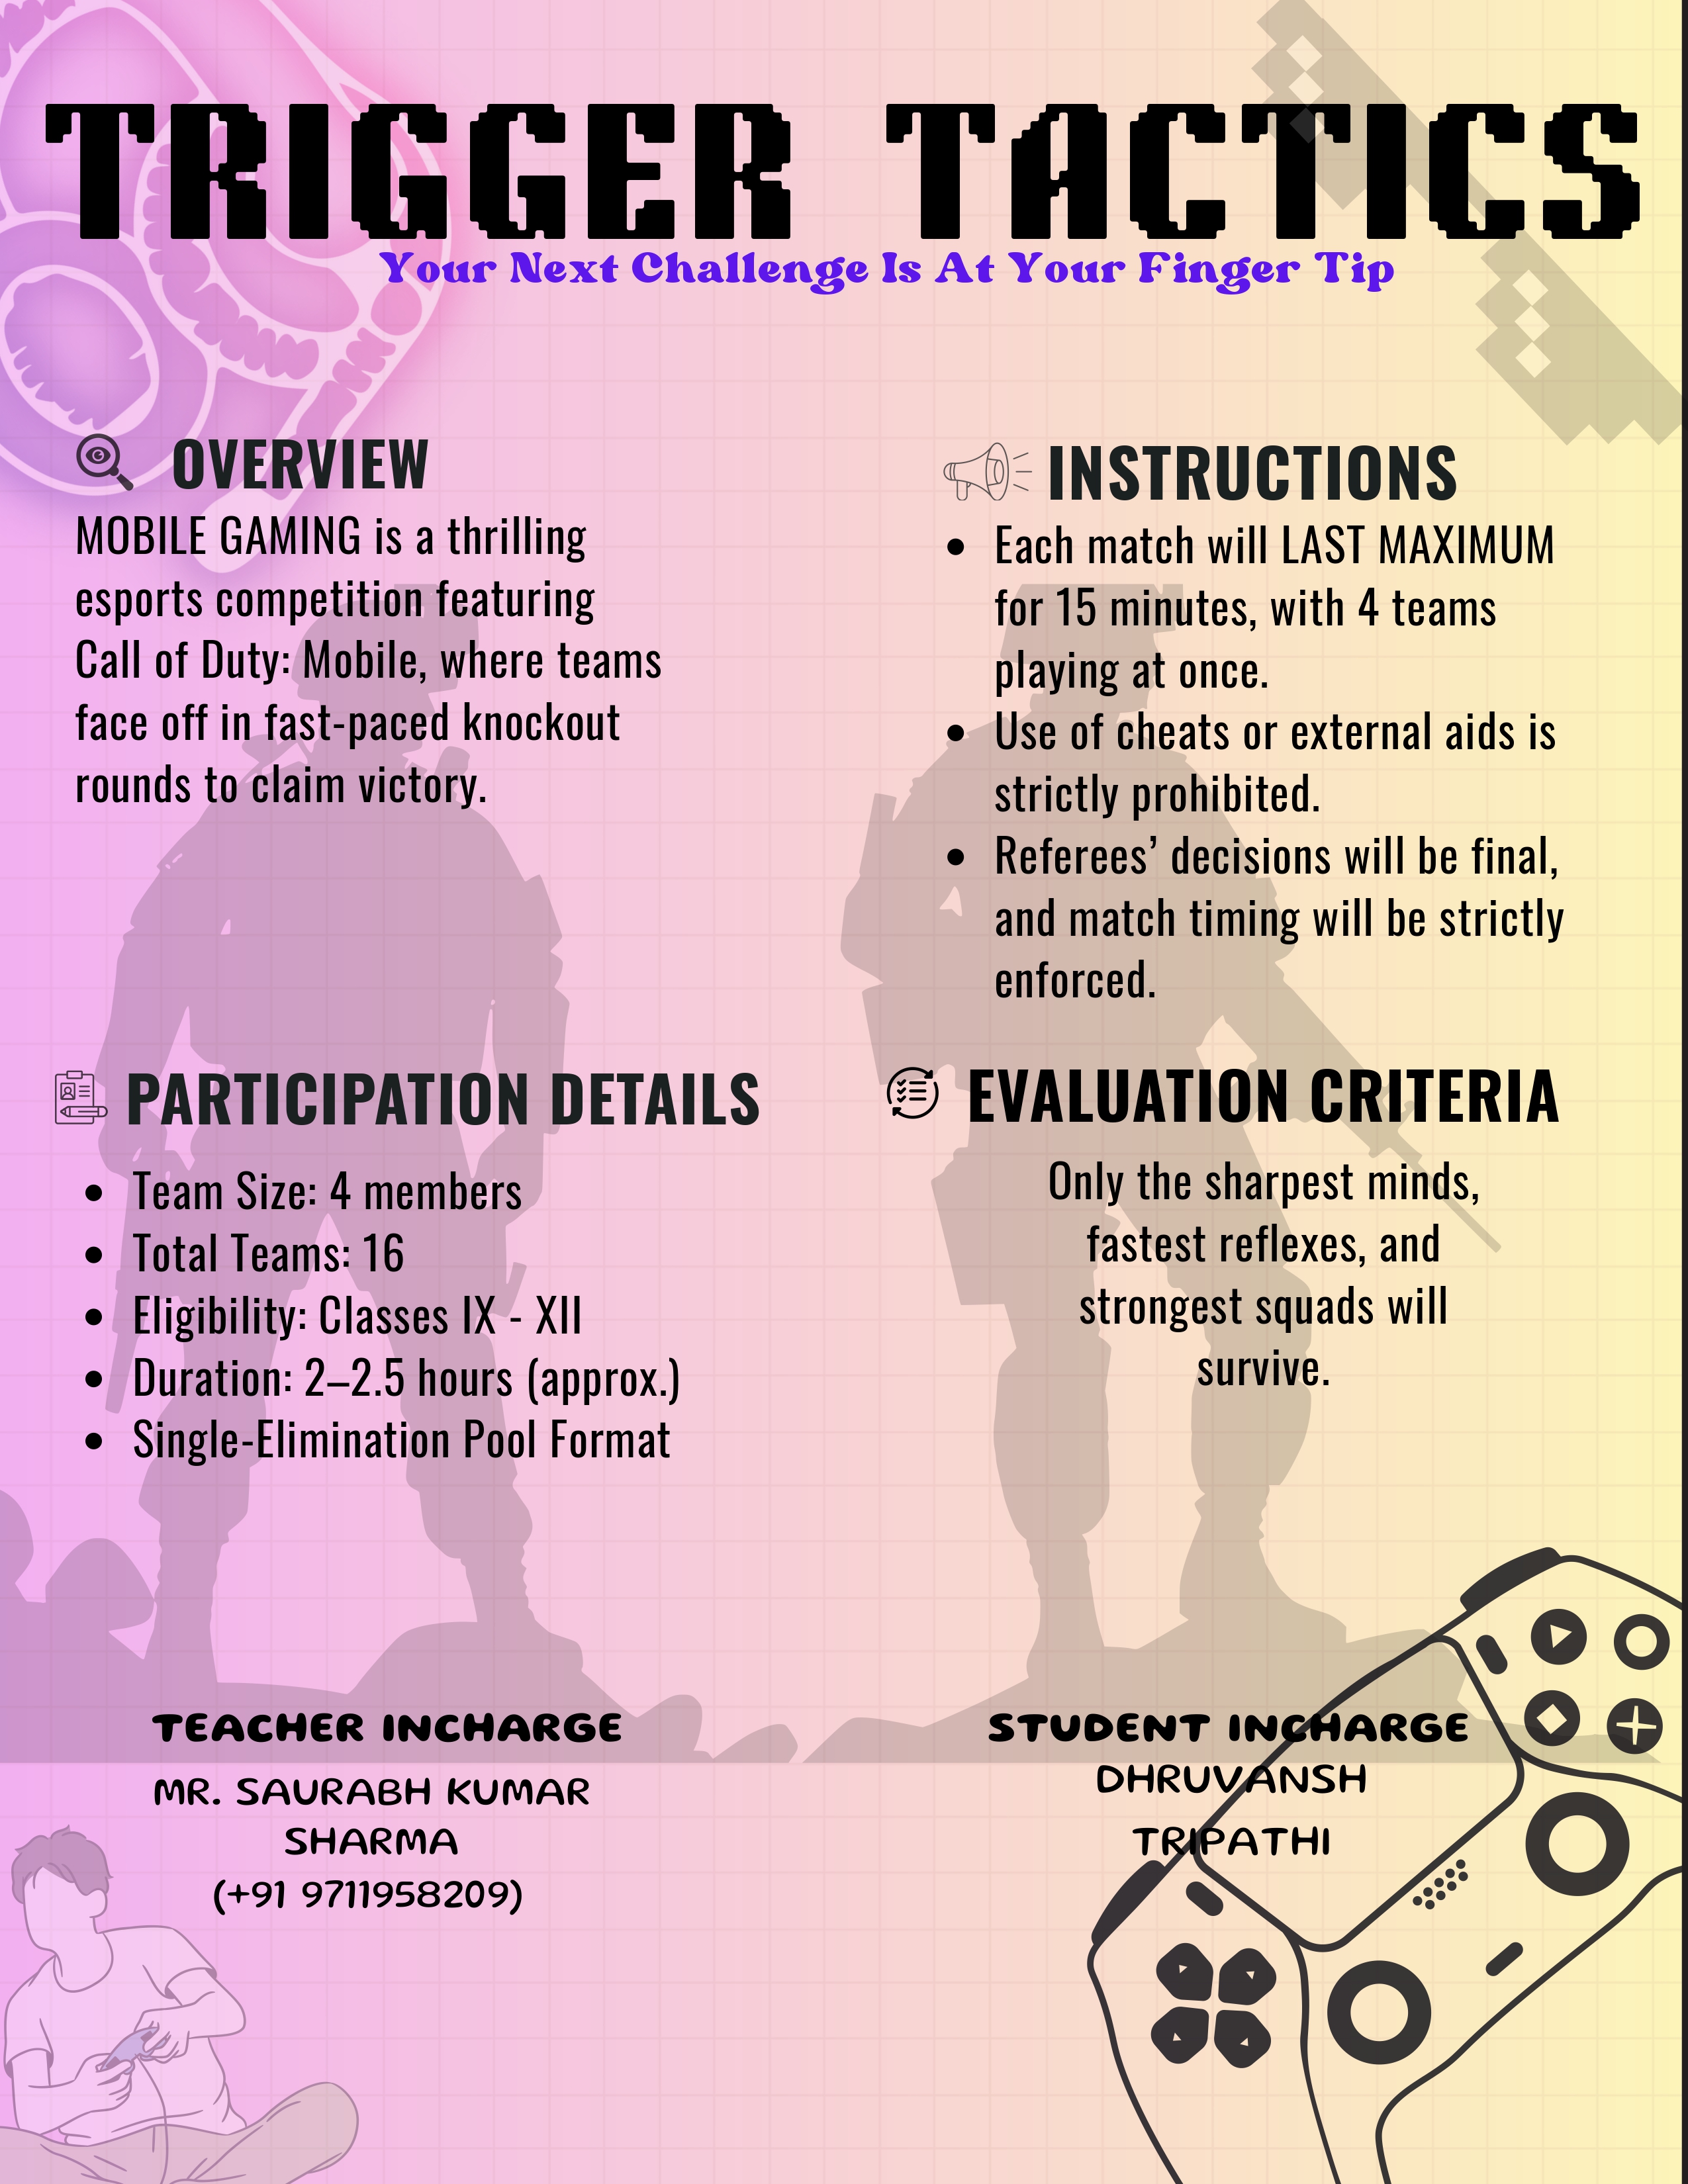 TRIGGER TACTICS
Your Next Challenge Is At Your Finger Tip
OVERVIEW
MOBILE GAMING is a thrilling
esports competition featuring
Call of Duty: Mobile, where teams
face off in fast-paced knockout
rounds to claim victory.
INSTRUCTIONS
• Each match will LAST MAXIMUM
for 15 minutes, with 4 teams
playing at once.
• Use of cheats or external aids is
strictly prohibited.
• Referees’ decisions will be final,
and match timing will be strictly
enforced.
PARTICIPATION DETAILS
• Team Size: 4 members
• Total Teams: 16
• Eligibility: Classes IX - XII
• Duration: 2–2.5 hours (approx.)
• Single-Elimination Pool Format
EVALUATION CRITERIA
Only the sharpest minds,
fastest reflexes, and
strongest squads will
survive.
TEACHER INCHARGE
MR. SAURABH KUMAR
SHARMA
(+91 9711958209)
STUDENT INCHARGE
DHRUVANSH
TRIPATHI